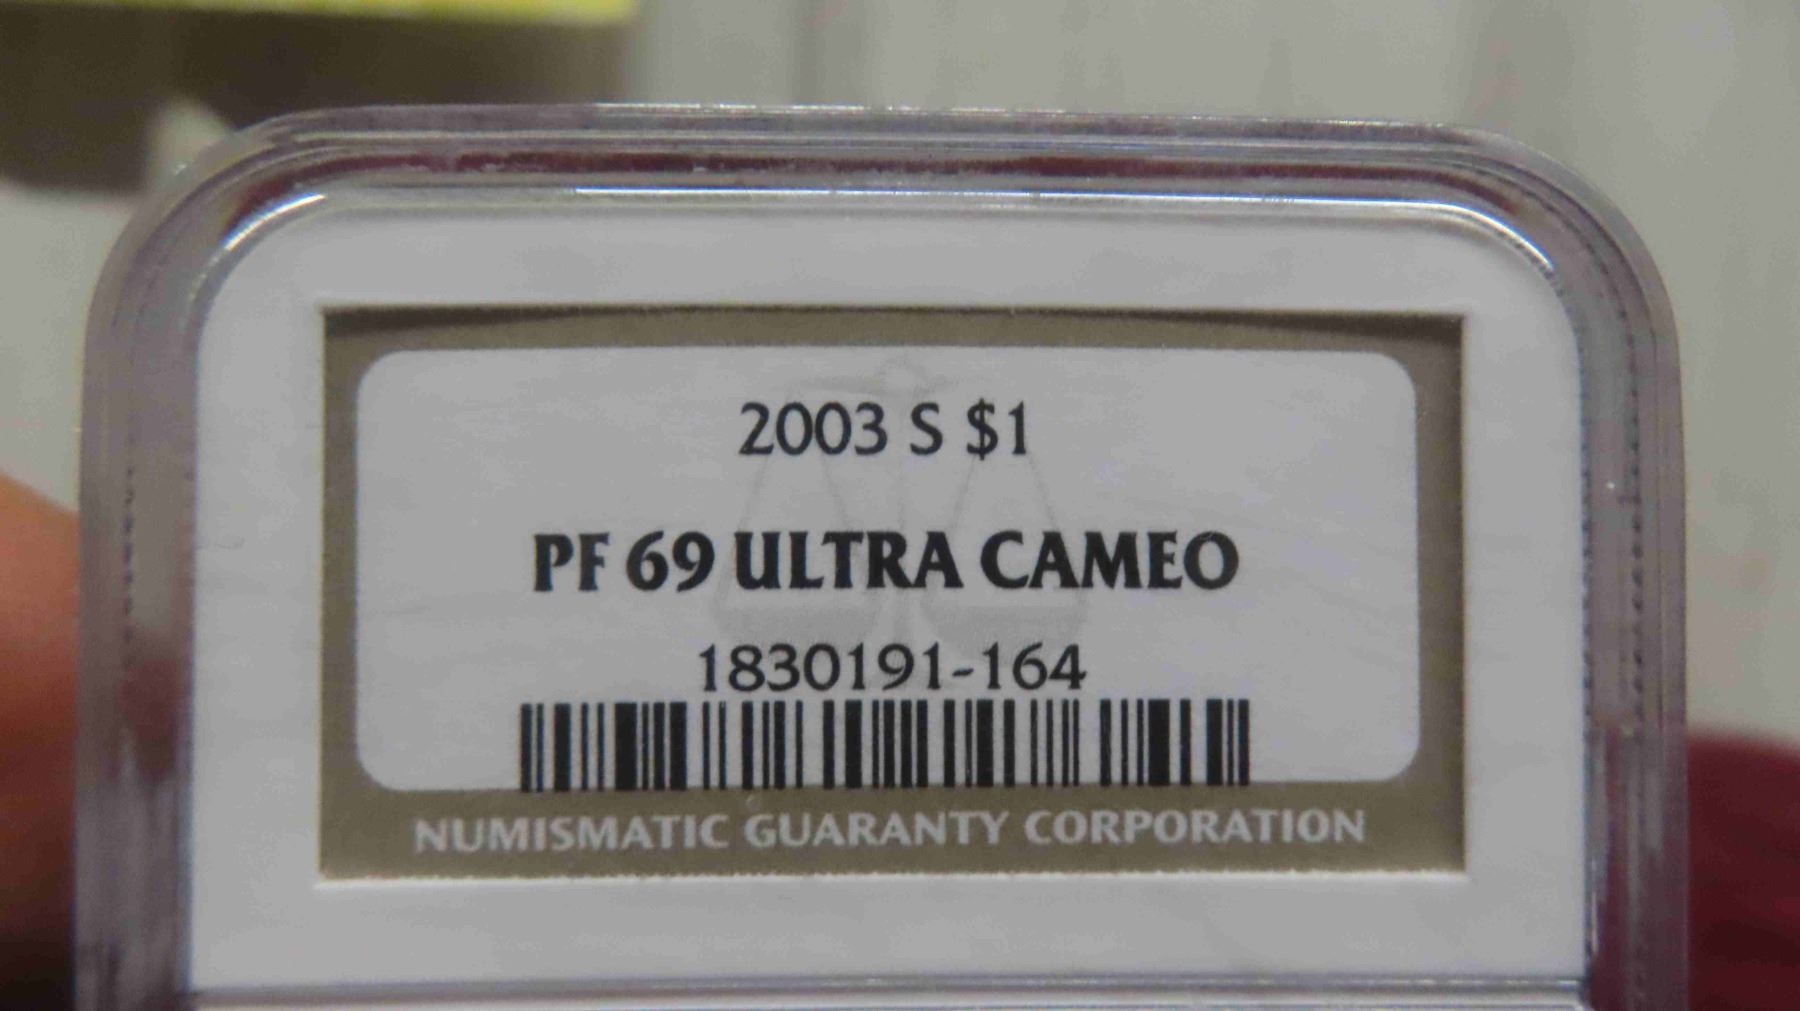 2003 S $1
PF 69 ULTRA CAMEO
1830191-164
NUMISMATIC GUARANTY CORPORATION